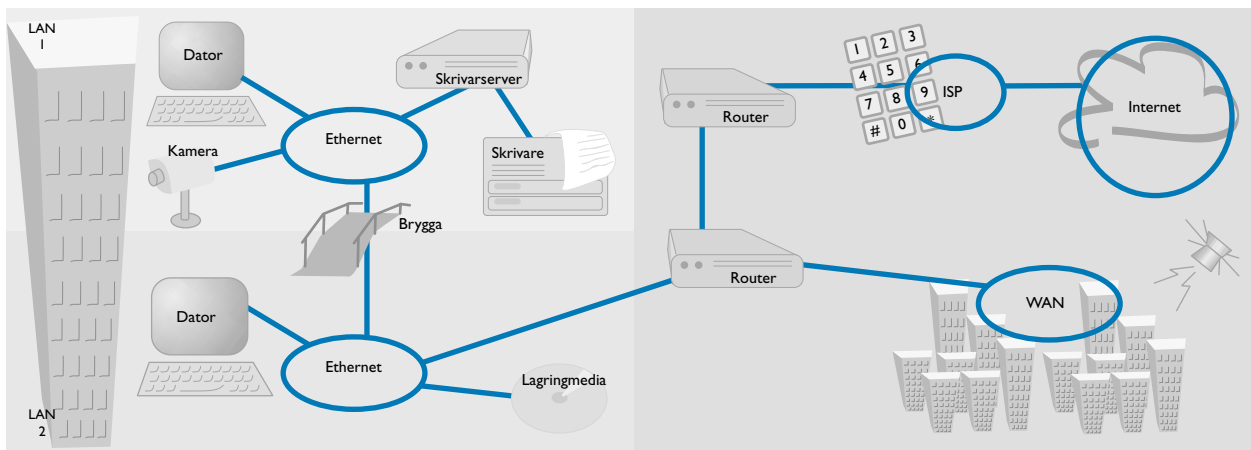 LAN
1
Dator
Skrivarserver
Ethernet
Kamera
Skrivare
Brygga
Dator
Ethernet
Lagringmedia
LAN
2
Router
1 2 3
4 5 6
7 8 9
# 0 *
ISP
Internet
Router
WAN